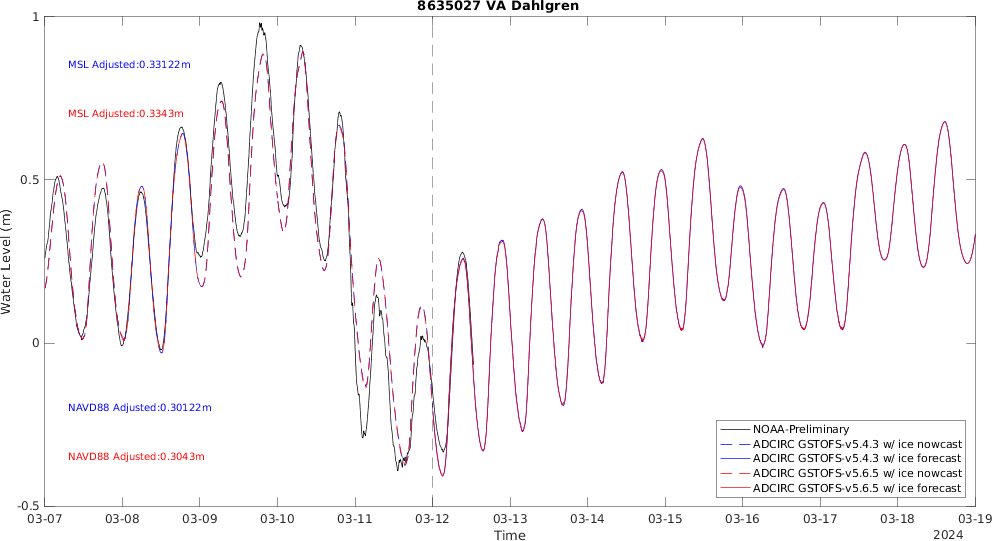 8635027 VA Dahlgren
1
MSL Adjusted:0.33122m
MSL Adjusted:0.3343m
0.5
Water Level (m)
0
NAVD88 Adjusted:0.30122m
NAVD88 Adjusted:0.3043m
-0.5
NOAA-Preliminary
ADCIRC GSTOFS-v5.4.3 w/ ice nowcast
ADCIRC GSTOFS-v5.4.3 w/ ice forecast
ADCIRC GSTOFS-v5.6.5 w/ ice nowcast
ADCIRC GSTOFS-v5.6.5 w/ ice forecast
03-07 03-08 03-09 03-10 03-11 03-12 03-13 03-14 03-15 03-16 03-17 03-18 03-19
Time
2024